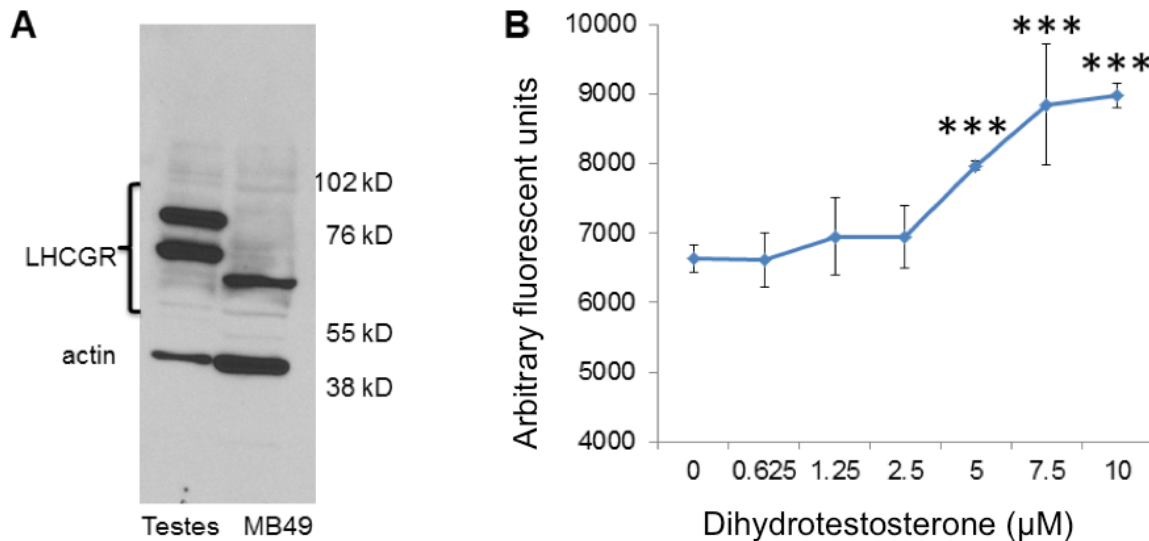 A
102 kD
76 kD
LHCGR
55 kD
actin
38 kD
Testes MB49
B
Arbitrary fluorescent units
10000
9000
8000
7000
6000
5000
4000
***
***
***
0 0.625 1.25 2.5 5 7.5 10
Dihydrotestosterone (µM)